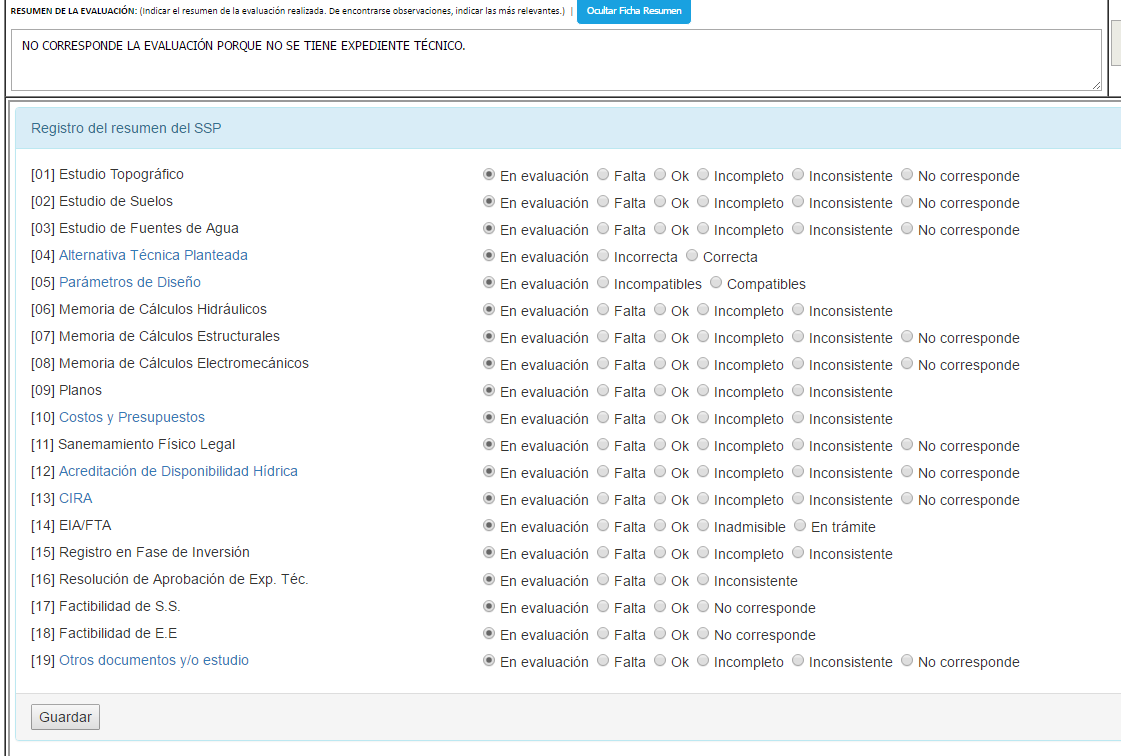 RESUMEN DE LA EVALUACIÓN: (Indicar el resumen de la evaluación realizada. De encontrarse observaciones, indicar las más relevantes.) | Ocultar Ficha Resumen
NO CORRESPONDE LA EVALUACIÓN PORQUE NO SE TIENE EXPEDIENTE TÉCNICO.
Registro del resumen del SSP
[01] Estudio Topográfico En evaluación Falta Ok Incompleto Inconsistente No corresponde
[02] Estudio de Suelos En evaluación Falta Ok Incompleto Inconsistente No corresponde
[03] Estudio de Fuentes de Agua En evaluación Falta Ok Incompleto Inconsistente No corresponde
[04] Alternativa Técnica Planteada En evaluación Incorrecta Correcta
[05] Parámetros de Diseño En evaluación Incompatibles Compatibles
[06] Memoria de Cálculos Hidráulicos En evaluación Falta Ok Incompleto Inconsistente
[07] Memoria de Cálculos Estructurales En evaluación Falta Ok Incompleto Inconsistente No corresponde
[08] Memoria de Cálculos Electromecánicos En evaluación Falta Ok Incompleto Inconsistente No corresponde
[09] Planos En evaluación Falta Ok Incompleto Inconsistente
[10] Costos y Presupuestos En evaluación Falta Ok Incompleto Inconsistente
[11] Sanemamiento Físico Legal En evaluación Falta Ok Incompleto Inconsistente No corresponde
[12] Acreditación de Disponibilidad Hídrica En evaluación Falta Ok Incompleto Inconsistente No corresponde
[13] CIRA En evaluación Falta Ok Incompleto Inconsistente No corresponde
[14] EIA/FTA En evaluación Falta Ok Inadmisible En trámite
[15] Registro en Fase de Inversión En evaluación Falta Ok Incompleto Inconsistente
[16] Resolución de Aprobación de Exp. Téc. En evaluación Falta Ok Inconsistente
[17] Factibilidad de S.S. En evaluación Falta Ok No corresponde
[18] Factibilidad de E.E En evaluación Falta Ok No corresponde
[19] Otros documentos y/o estudio En evaluación Falta Ok Incompleto Inconsistente No corresponde
Guardar